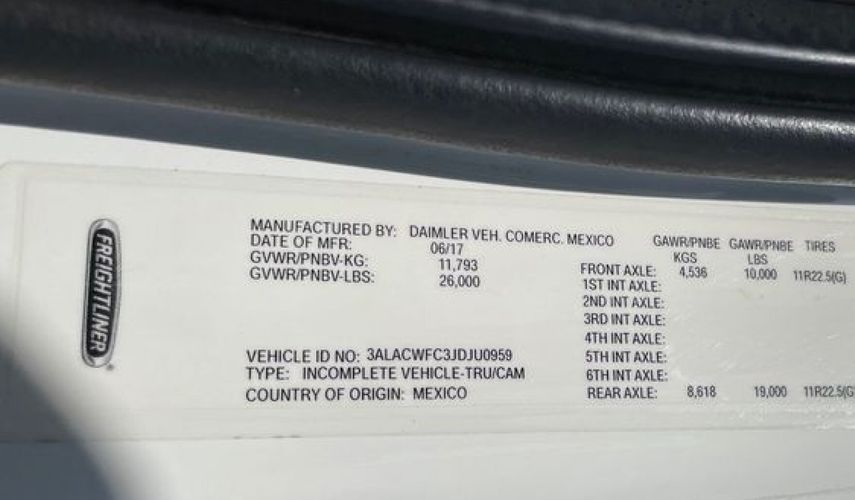 FREIGHTLINER
MANUFACTURED BY: DAIMLER VEH. COMERC. MEXICO
DATE OF MFR: 06/17
GVWR/PNBV-KG: 11,793
GVWR/PNBV-LBS: 26,000
VEHICLE ID NO: 3ALACWFC3JDJU0959
TYPE: INCOMPLETE VEHICLE-TRU/CAM
COUNTRY OF ORIGIN: MEXICO
GAWR/PNBE GAWR/PNBE TIRES
KGS LBS
FRONT AXLE: 4,536 10,000 11R22.5(G)
1ST INT AXLE:
2ND INT AXLE:
3RD INT AXLE:
4TH INT AXLE:
5TH INT AXLE:
6TH INT AXLE:
REAR AXLE: 8,618 19,000 11R22.5(G